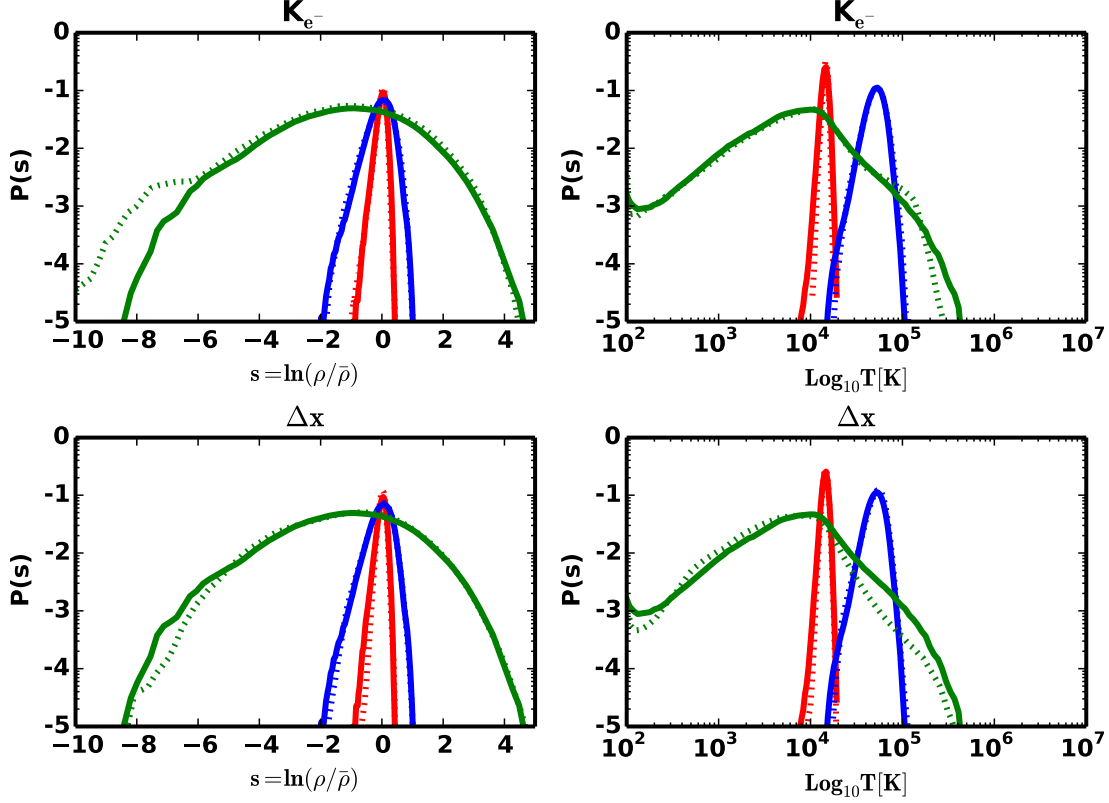 K_e⁻ K_e⁻
0 0
-1 -1
-2 -2
-3 -3
-4 -4
-5 -5
P(s) P(s)
−10 −8 −6 −4 −2 0 2 4 10² 10³ 10⁴ 10⁵ 10⁶ 10⁷
s=ln(ρ/ρ̄) Log₁₀T[K]
Δx Δx
0 0
-1 -1
-2 -2
-3 -3
-4 -4
-5 -5
P(s) P(s)
−10 −8 −6 −4 −2 0 2 4 10² 10³ 10⁴ 10⁵ 10⁶ 10⁷
s=ln(ρ/ρ̄) Log₁₀T[K]